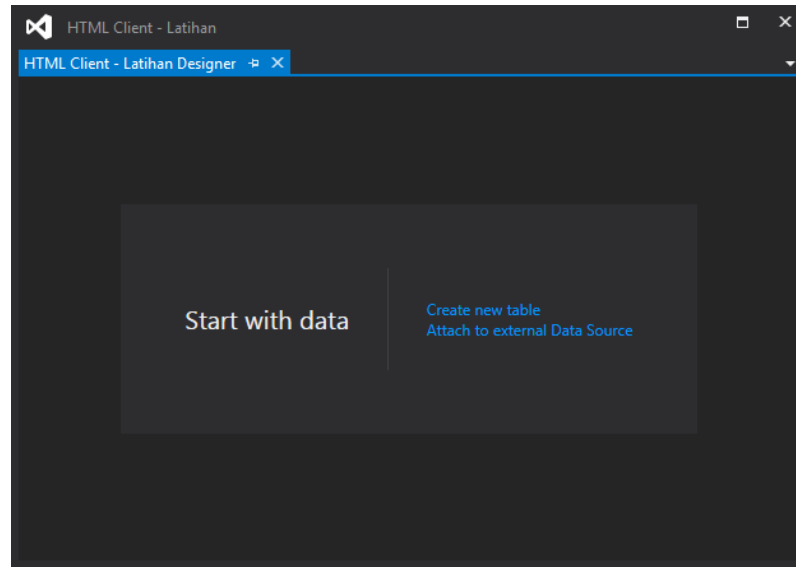 HTML Client - Latihan
HTML Client - Latihan Designer
Start with data
Create new table
Attach to external Data Source